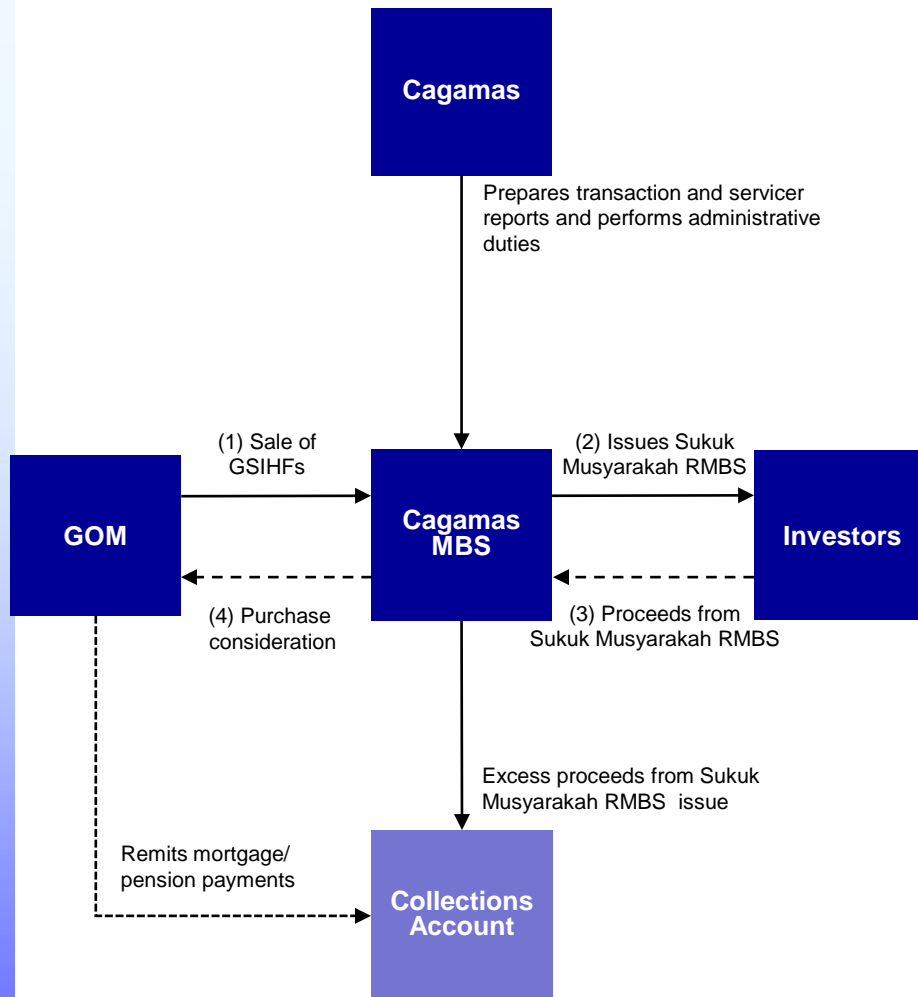 Cagamas
Prepares transaction and servicer
reports and performs administrative
duties
(1) Sale of
GSIHFs
(2) Issues Sukuk
Musyarakah RMBS
GOM
Cagamas
MBS
Investors
(4) Purchase
consideration
(3) Proceeds from
Sukuk Musyarakah RMBS
Excess proceeds from Sukuk
Musyarakah RMBS issue
Remits mortgage/
pension payments
Collections
Account